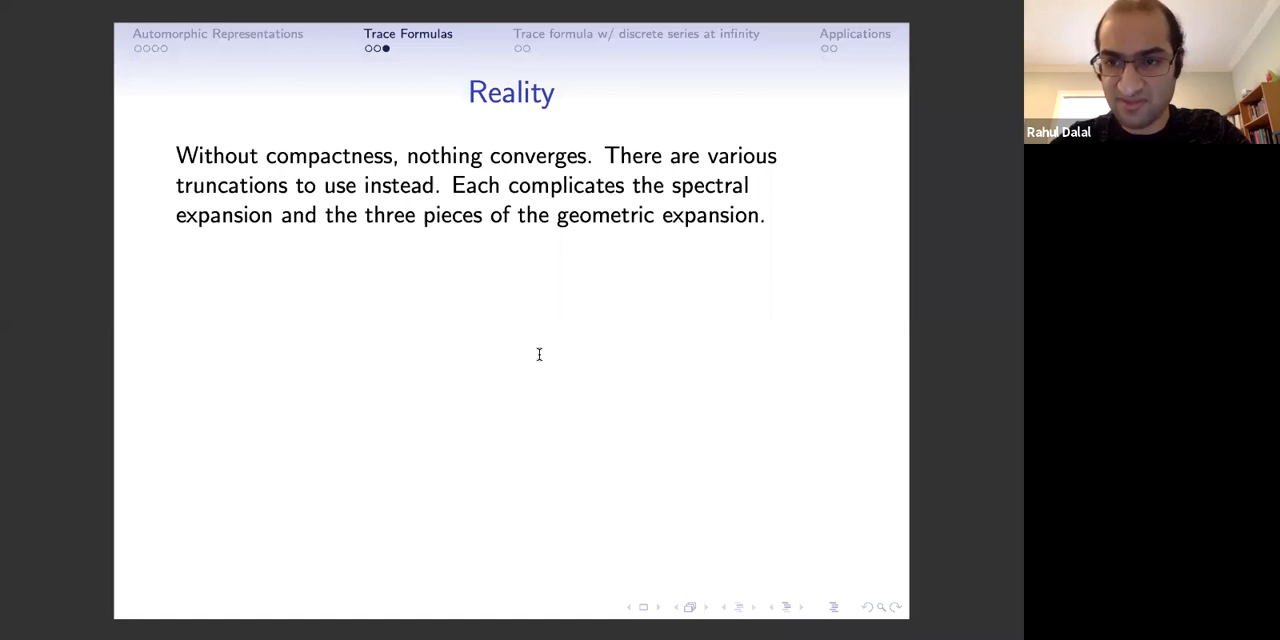 Automorphic Representations Trace Formulas Trace formula w/ discrete series at infinity Applications
Reality
Without compactness, nothing converges. There are various
truncations to use instead. Each complicates the spectral
expansion and the three pieces of the geometric expansion.
Rahul Dalal